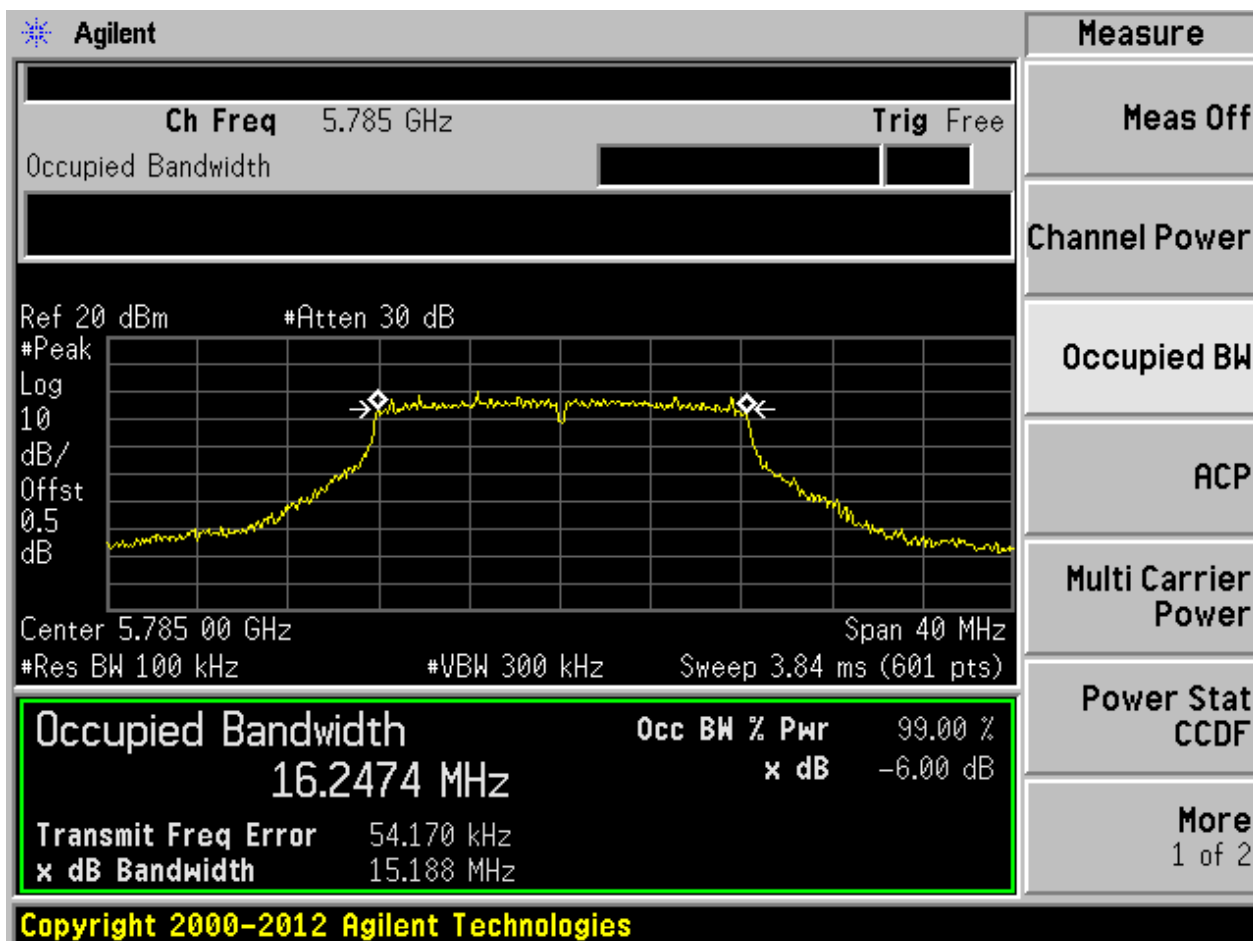 Agilent
Measure
Ch Freq 5.785 GHz Trig Free
Occupied Bandwidth
Meas Off
Channel Power
Occupied BW
ACP
Multi Carrier
Power
Power Stat
CCDF
More
1 of 2
Ref 20 dBm #Atten 30 dB
#Peak
Log
10
dB/
Offst
0.5
dB
Center 5.785 00 GHz Span 40 MHz
#Res BW 100 kHz #VBW 300 kHz Sweep 3.84 ms (601 pts)
Occupied Bandwidth
16.2474 MHz
Occ BW % Pwr 99.00 %
x dB -6.00 dB
Transmit Freq Error 54.170 kHz
x dB Bandwidth 15.188 MHz
Copyright 2000-2012 Agilent Technologies